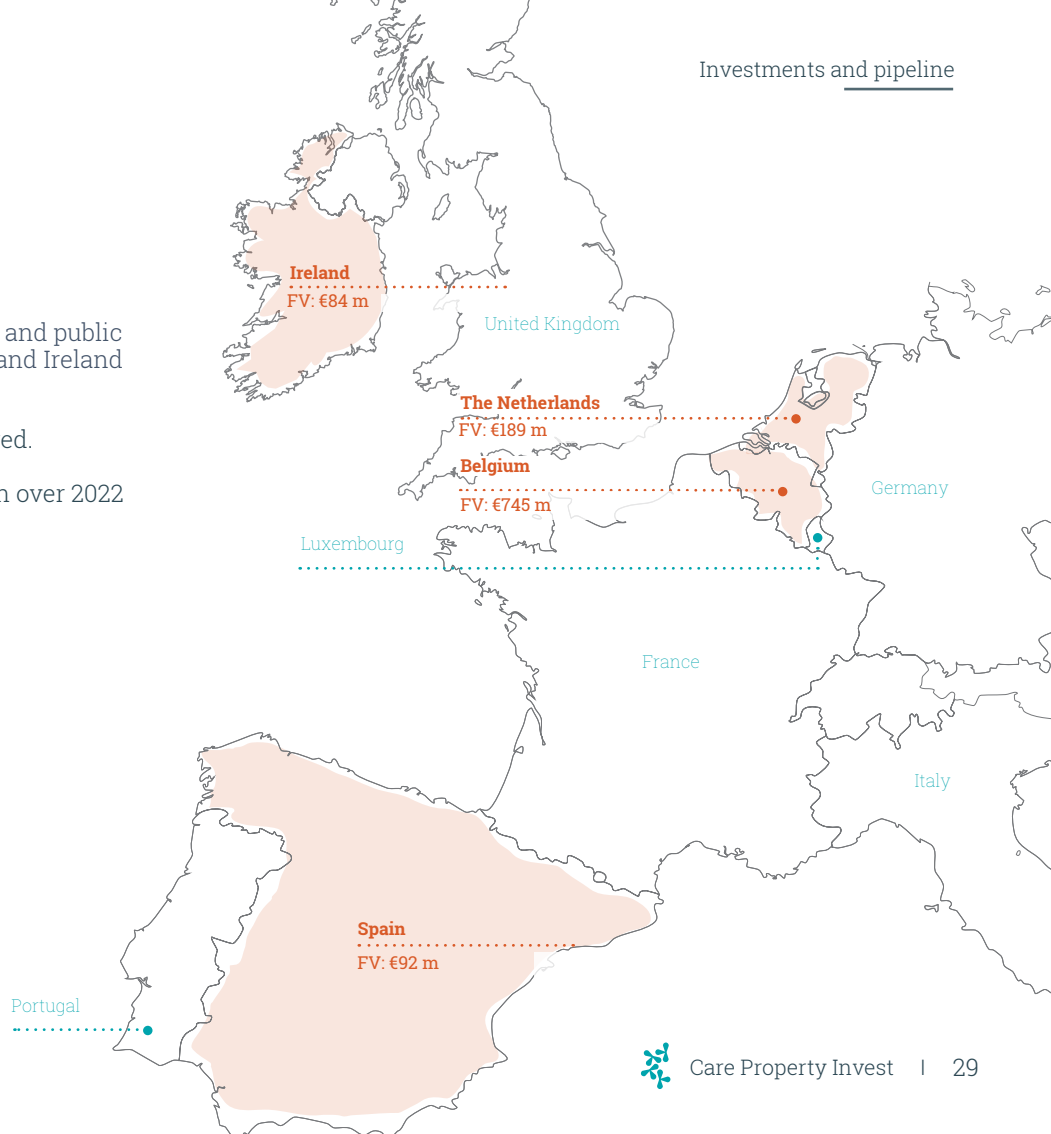 Investments and pipeline
and public
and Ireland
ed.
over 2022
Ireland
FV: €84 m
United Kingdom
The Netherlands
FV: €189 m
Belgium
FV: €745 m
Germany
Luxembourg
France
Italy
Spain
FV: €92 m
Portugal
Care Property Invest | 29